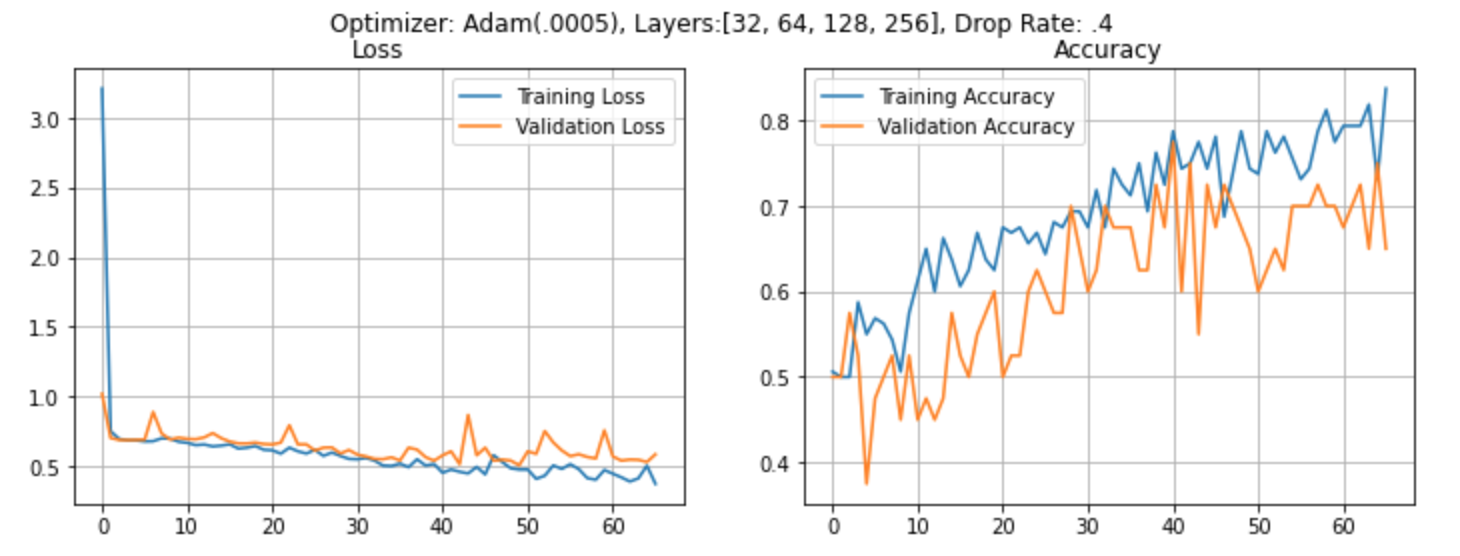 Optimizer: Adam(.0005), Layers:[32, 64, 128, 256], Drop Rate: .4
Loss
Training Loss
Validation Loss
3.0
2.5
2.0
1.5
1.0
0.5
0 10 20 30 40 50 60
Accuracy
Training Accuracy
Validation Accuracy
0.8
0.7
0.6
0.5
0.4
0 10 20 30 40 50 60